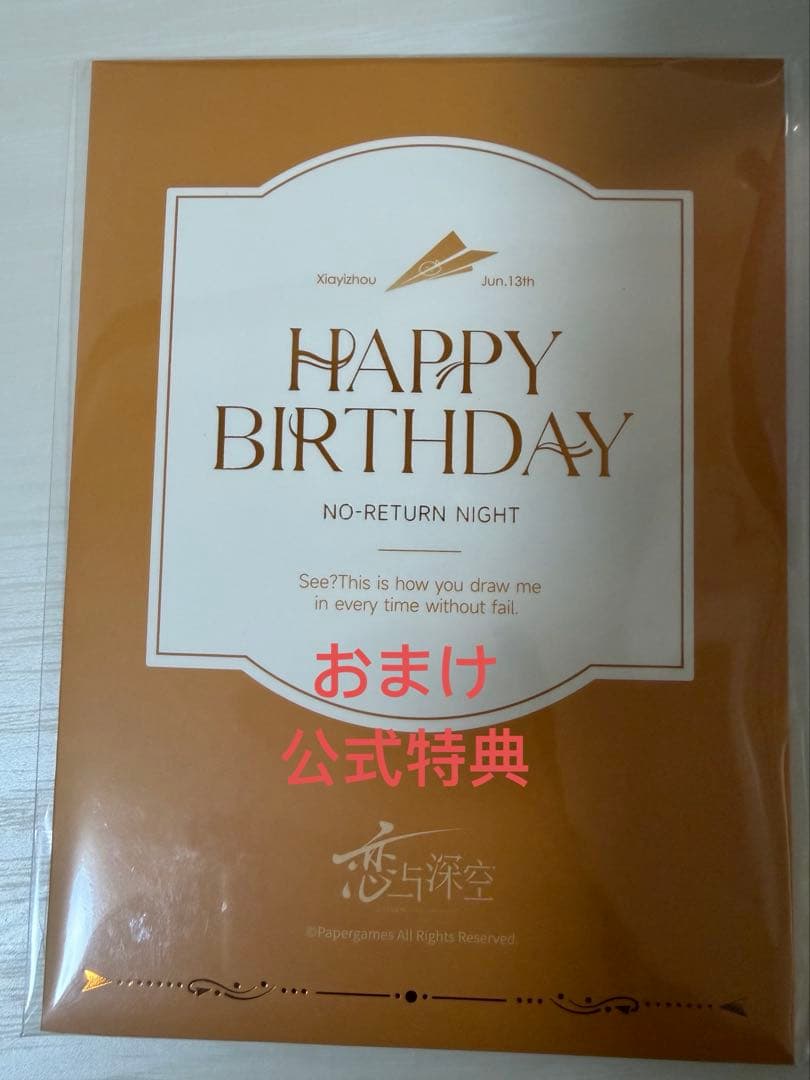 Xiayizhou Jun.13th
HAPPY
BIRTHDAY
NO-RETURN NIGHT
See?This is how you draw me
in every time without fail.
おまけ
公式特典
恋与深空
©Papergames All Rights Reserved